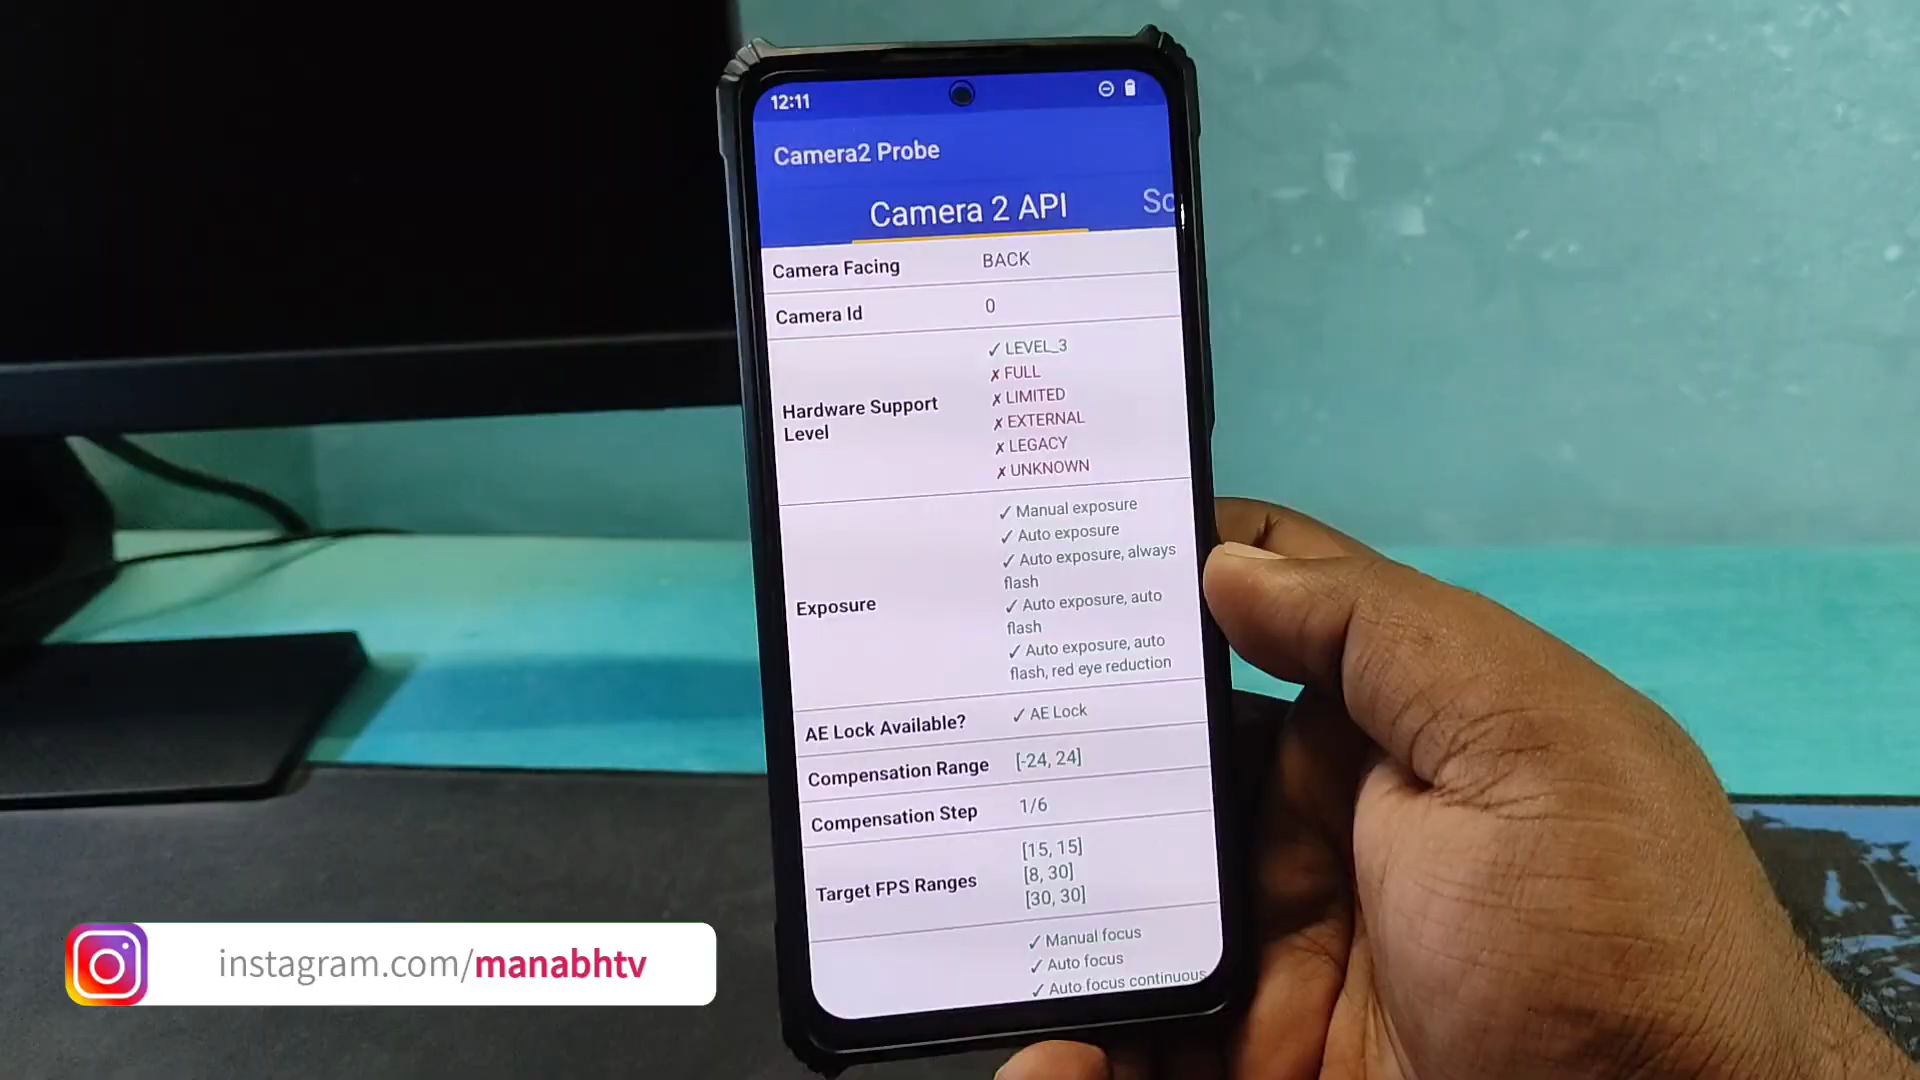 12:11
Camera2 Probe
Camera 2 API
Sc
Camera Facing BACK
Camera Id 0
Hardware Support Level
✓ LEVEL_3
✗ FULL
✗ LIMITED
✗ EXTERNAL
✗ LEGACY
✗ UNKNOWN
Exposure
✓ Manual exposure
✓ Auto exposure
✓ Auto exposure, always
flash
✓ Auto exposure, auto
flash
✓ Auto exposure, auto
flash, red eye reduction
AE Lock Available? ✓ AE Lock
Compensation Range [-24, 24]
Compensation Step 1/6
Target FPS Ranges
[15, 15]
[8, 30]
[30, 30]
✓ Manual focus
✓ Auto focus
✓ Auto focus continuous
instagram.com/manabhtv